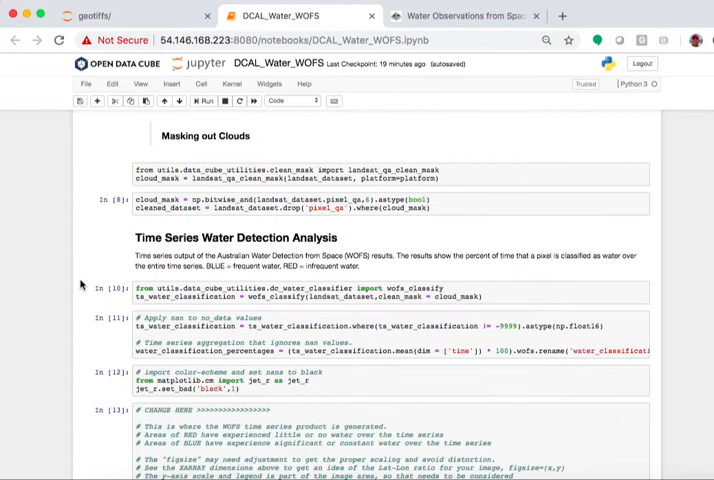 geotiffs/ × DCAL_Water_WOFS × Water Observations from Spac × +
Not Secure 54.146.168.223:8080/notebooks/DCAL_Water_WOFS.ipynb
OPEN DATA CUBE jupyter DCAL_Water_WOFS Last Checkpoint: 19 minutes ago (autosaved) Logout
File Edit View Insert Cell Kernel Widgets Help Trusted Python 3
Run Code
Masking out Clouds
from utils.data_cube_utilities.clean_mask import landsat_qa_clean_mask
cloud_mask = landsat_qa_clean_mask(landsat_dataset, platform=platform)
In [8]: cloud_mask = np.bitwise_and(landsat_dataset.pixel_qa,6).astype(bool)
cleaned_dataset = landsat_dataset.drop('pixel_qa').where(cloud_mask)
Time Series Water Detection Analysis
Time series output of the Australian Water Detection from Space (WOFS) results. The results show the percent of time that a pixel is classified as water over
the entire time series. BLUE = frequent water, RED = infrequent water.
In [10]: from utils.data_cube_utilities.dc_water_classifier import wofs_classify
ts_water_classification = wofs_classify(landsat_dataset,clean_mask = cloud_mask)
In [11]: # Apply nan to no_data values
ts_water_classification = ts_water_classification.where(ts_water_classification != -9999).astype(np.float16)
# Time series aggregation that ignores nan values.
water_classification_percentages = (ts_water_classification.mean(dim = ['time']) * 100).wofs.rename('water_classificati
In [12]: # import color-scheme and set nans to black
from matplotlib.cm import jet_r as jet_r
jet_r.set_bad('black',1)
In [13]: # CHANGE HERE >>>>>>>>>>>>>>>>>
# This is where the WOFS time series product is generated.
# Areas of RED have experienced little or no water over the time series
# Areas of BLUE have experience significant or constant water over the time series
# The "figsize" may need adjustment to get the proper scaling and avoid distortion.
# See the XARRAY dimensions above to get an idea of the Lat-Lon ratio for your image, figsize=(x,y)
# The y-axis scale and legend is part of the image area, so that needs to be considered